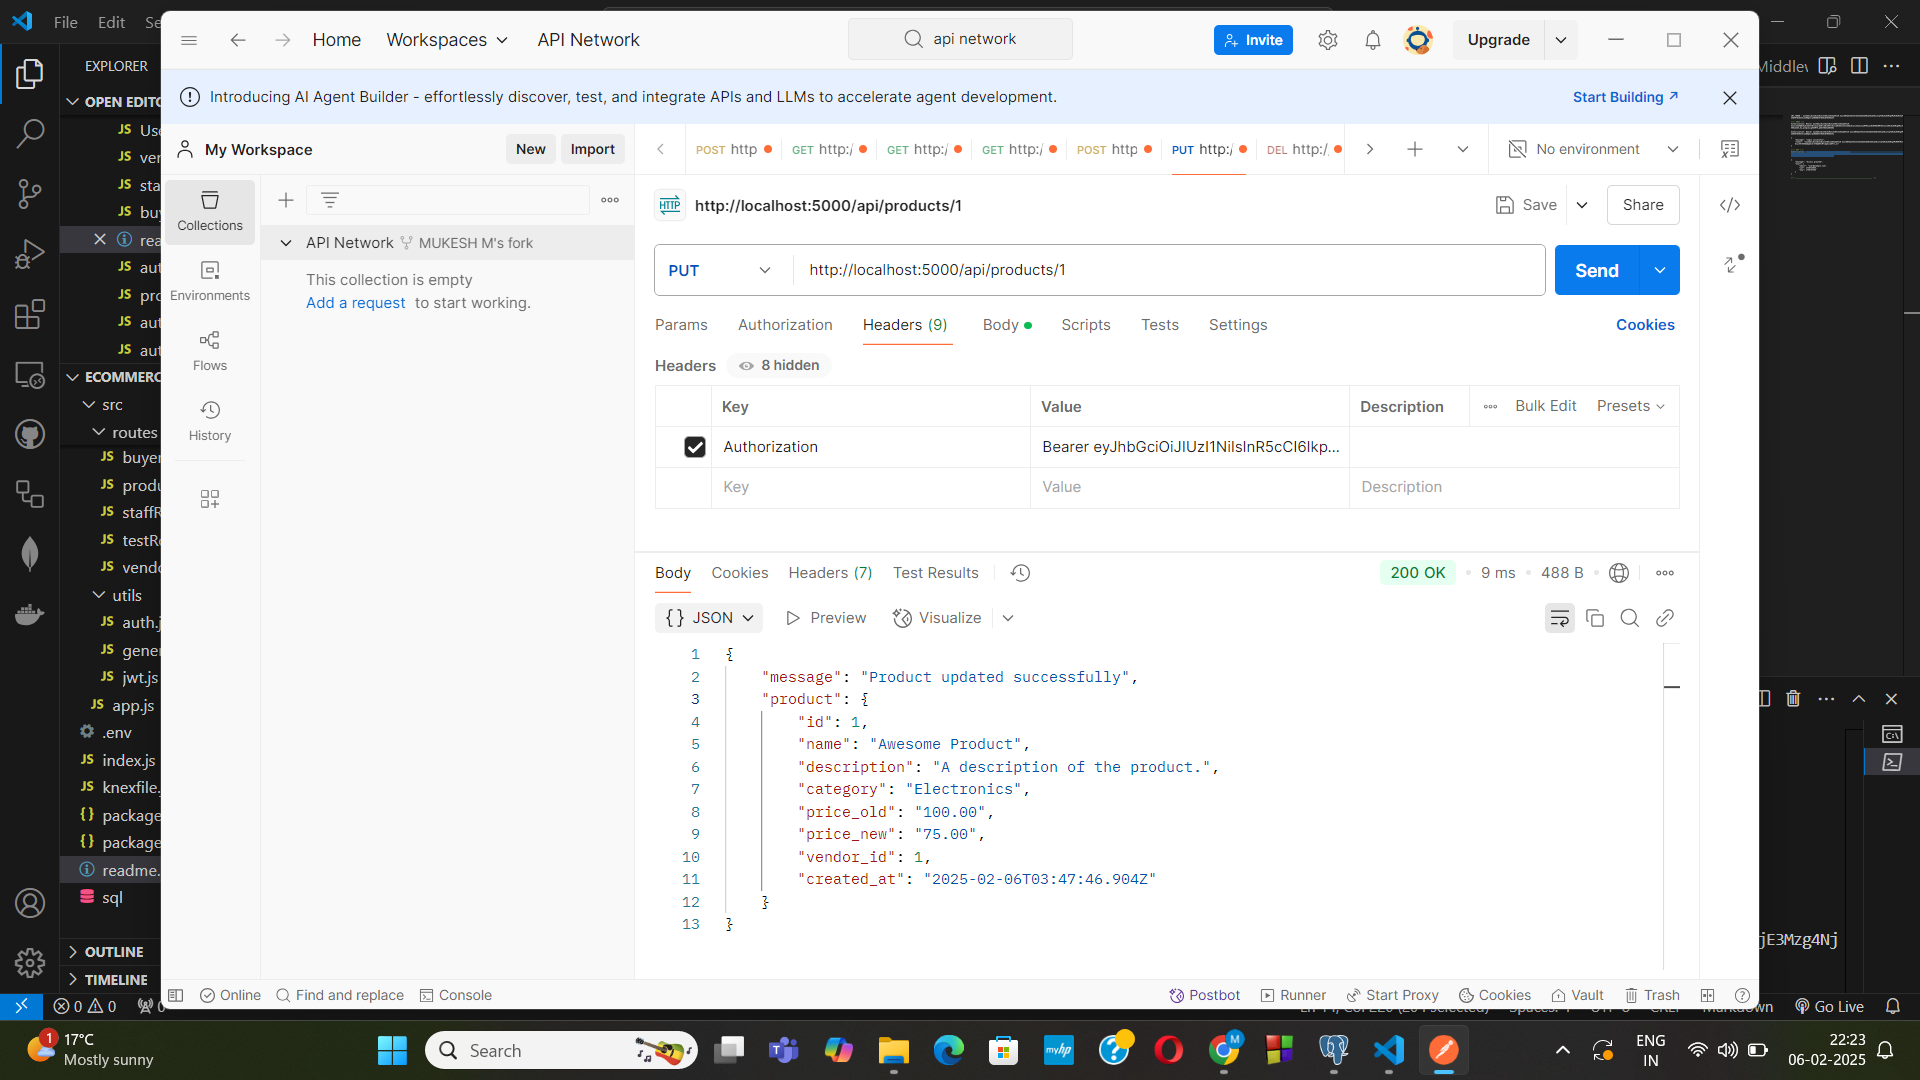 File Edit Se
Home Workspaces API Network
api network
Invite
Upgrade
EXPLORER
Introducing AI Agent Builder - effortlessly discover, test, and integrate APIs and LLMs to accelerate agent development.
Start Building
OPEN EDITO
JS Use
JS ver
JS sta
JS buy
rea
JS aut
JS pro
JS aut
JS aut
ECOMMERC
src
routes
JS buyer
JS produ
JS staffR
JS testRo
JS vendo
utils
JS auth.j
JS gener
JS jwt.js
JS app.js
.env
JS index.js
JS knexfile.
{} package
{} package
readme.
sql
OUTLINE
TIMELINE
My Workspace
New
Import
Collections
Environments
Flows
History
API Network MUKESH M's fork
This collection is empty
Add a request to start working.
POST http
GET http:/
GET http:/
GET http:/
POST http
PUT http:/
DEL http:/
No environment
HTTP
http://localhost:5000/api/products/1
Save
Share
PUT
http://localhost:5000/api/products/1
Send
Params Authorization Headers (9) Body Scripts Tests Settings
Cookies
Headers 8 hidden
Key Value Description Bulk Edit Presets
Authorization Bearer eyJhbGciOiJIUzI1NiIsInR5cCI6Ikp...
Key Value Description
Body Cookies Headers (7) Test Results
200 OK 9 ms 488 B
{} JSON Preview Visualize
1 {
2 "message": "Product updated successfully",
3 "product": {
4 "id": 1,
5 "name": "Awesome Product",
6 "description": "A description of the product.",
7 "category": "Electronics",
8 "price_old": "100.00",
9 "price_new": "75.00",
10 "vendor_id": 1,
11 "created_at": "2025-02-06T03:47:46.904Z"
12 }
13 }
jE3Mzg4Nj
Online Find and replace Console
Postbot Runner Start Proxy Cookies Vault Trash
0 0
Go Live
1
17°C
Mostly sunny
Search
myhp
M
ENG
IN
22:23
06-02-2025